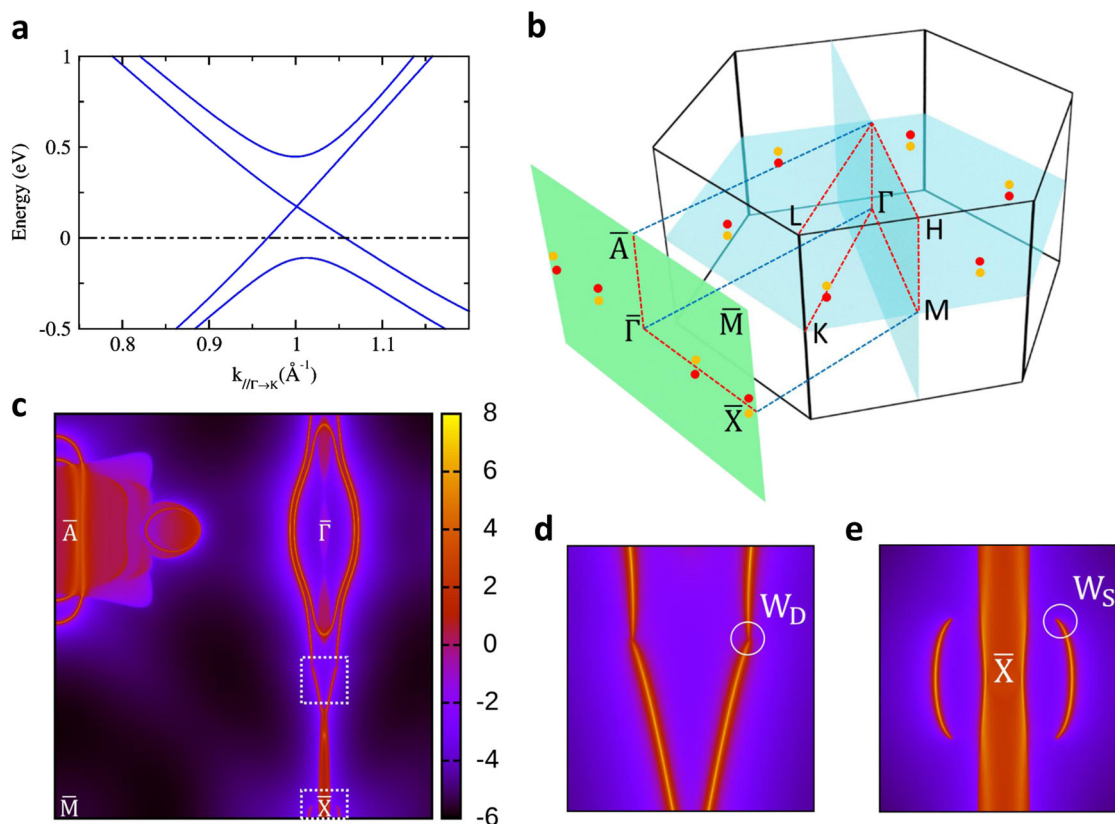 a
1
0.5
0
-0.5
Energy (eV)
0.8
0.9
1
1.1
k//Γ→K(Å-1)
b
L
Γ
H
A
M
K
M
Γ
X
c
A
Γ
M
X
8
6
4
2
0
-2
-4
-6
d
WD
e
WS
X